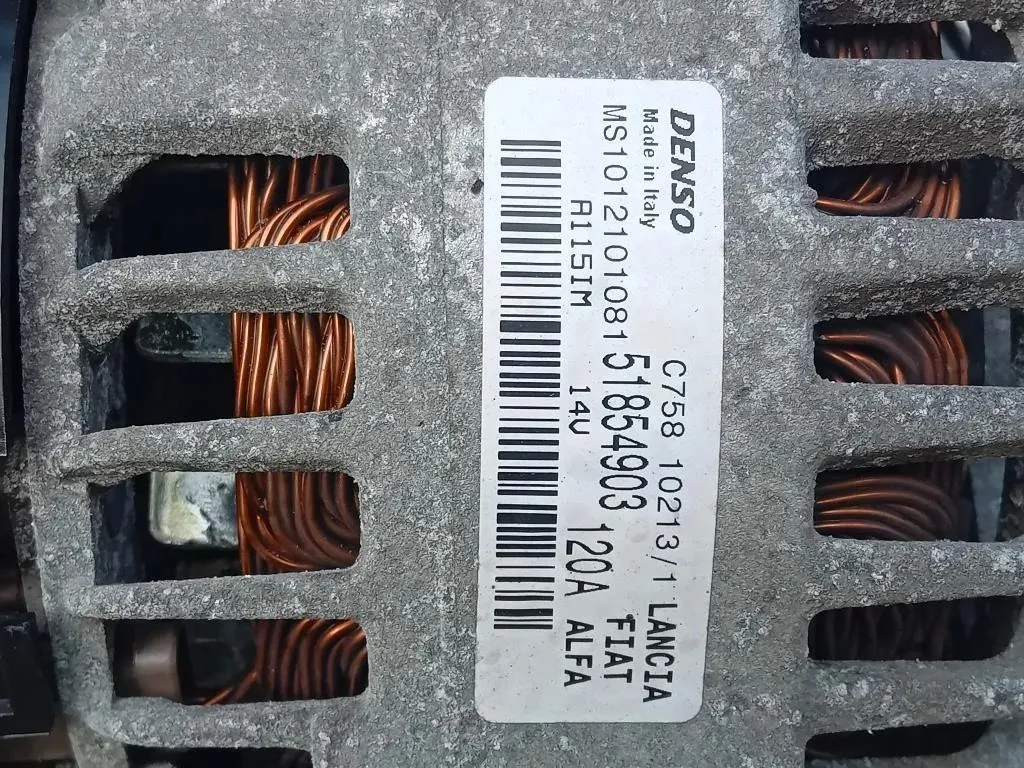 DENSO
Made in Italy
C758 10213/1 LANCIA
MS1012101081 51854903 120A FIAT
A115IM 14V ALFA